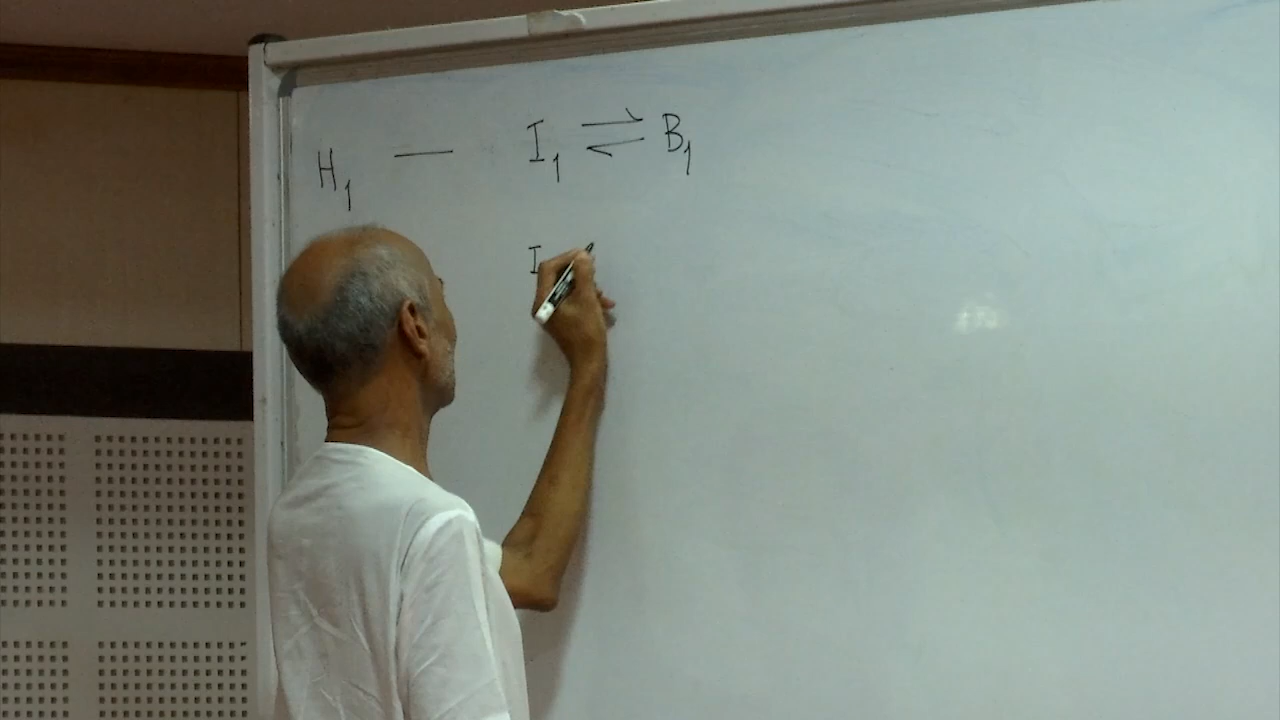 H₁ — I₁ ⇌ B₁
I